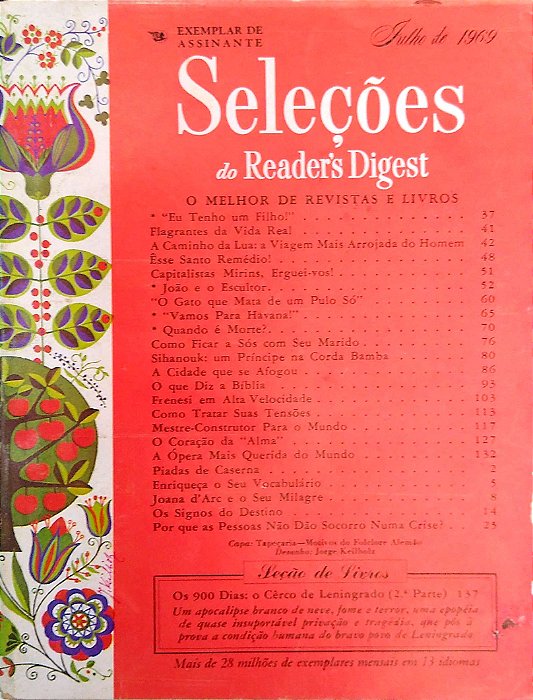 EXEMPLAR DE
ASSINANTE
Julho de 1969
Seleções
do Reader's Digest
O MELHOR DE REVISTAS E LIVROS
* "Eu Tenho um Filho!" . . . . . . . . . . . . 37
Flagrantes da Vida Real . . . . . . . . . . . . 41
A Caminho da Lua: a Viagem Mais Arrojada do Homem 42
Êsse Santo Remédio! . . . . . . . . . . . . 48
Capitalistas Mirins, Erguei-vos! . . . . . . . . . 51
* João e o Escultor. . . . . . . . . . . . . 52
"O Gato que Mata de um Pulo Só" . . . . . . . . 60
* "Vamos Para Havana!" . . . . . . . . . . . 65
* Quando é Morte?. . . . . . . . . . . . . 70
Como Ficar a Sós com Seu Marido . . . . . . . . 76
Sihanouk: um Príncipe na Corda Bamba . . . . . . 80
A Cidade que se Afogou . . . . . . . . . . . 86
O que Diz a Bíblia . . . . . . . . . . . . 93
Frenesi em Alta Velocidade . . . . . . . . . . 103
Como Tratar Suas Tensões . . . . . . . . . . 113
Mestre-Construtor Para o Mundo . . . . . . . . 117
O Coração da "Alma" . . . . . . . . . . . . 127
A Ópera Mais Querida do Mundo . . . . . . . . 132
Piadas de Caserna . . . . . . . . . . . . . 2
Enriqueça o Seu Vocabulário . . . . . . . . . . 5
Joana d'Arc e o Seu Milagre . . . . . . . . . . 8
Os Signos do Destino . . . . . . . . . . . . 14
Por que as Pessoas Não Dão Socorro Numa Crise? . . 25
Capa: Tapeçaria—Motivos do Folclore Alemão
Desenho: Jorge Keilholz
Seção de Livros
Os 900 Dias: o Cêrco de Leningrado (2.ª Parte) 137
Um apocalipse branco de neve, fome e terror, uma epopéia
de quase insuportável privação e tragédia, que pôs à
prova a condição humana do bravo povo de Leningrado
Mais de 28 milhões de exemplares mensais em 13 idiomas